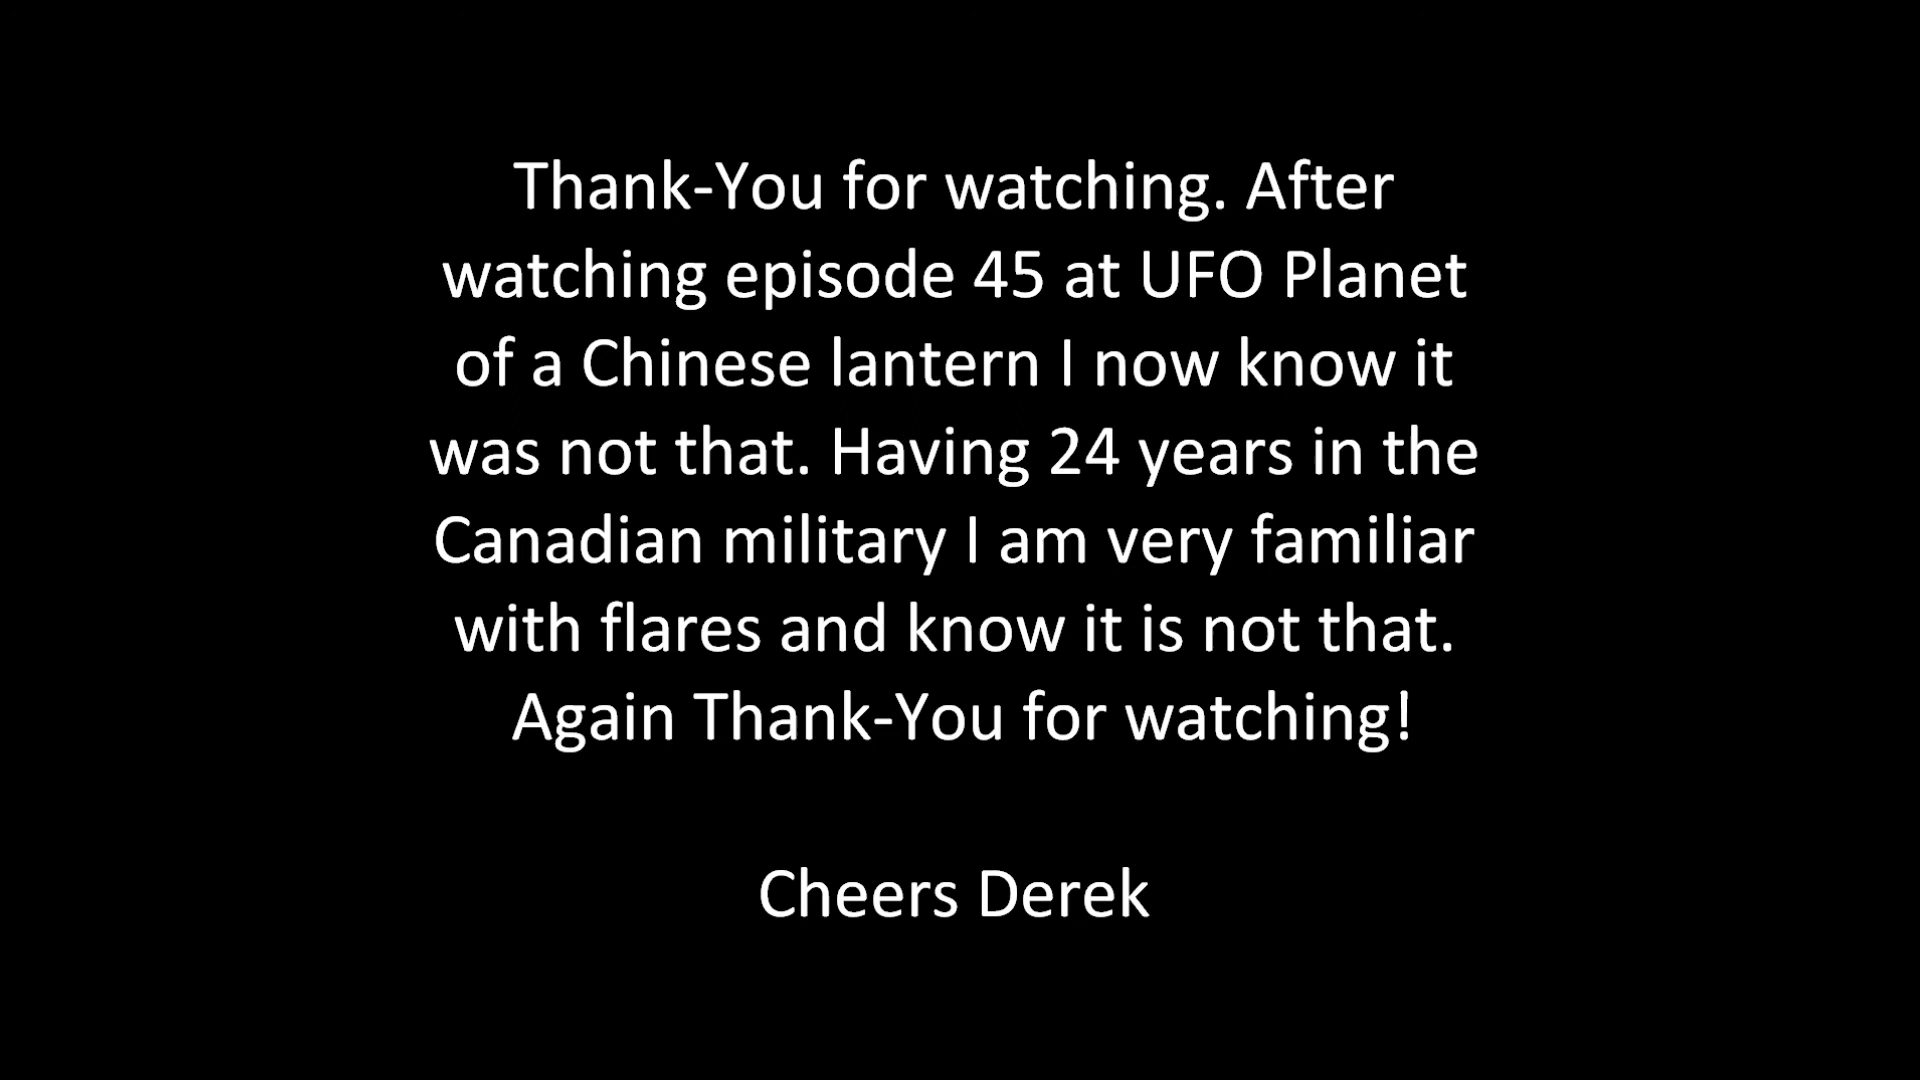 Thank-You for watching. After
watching episode 45 at UFO Planet
of a Chinese lantern I now know it
was not that. Having 24 years in the
Canadian military I am very familiar
with flares and know it is not that.
Again Thank-You for watching!
Cheers Derek